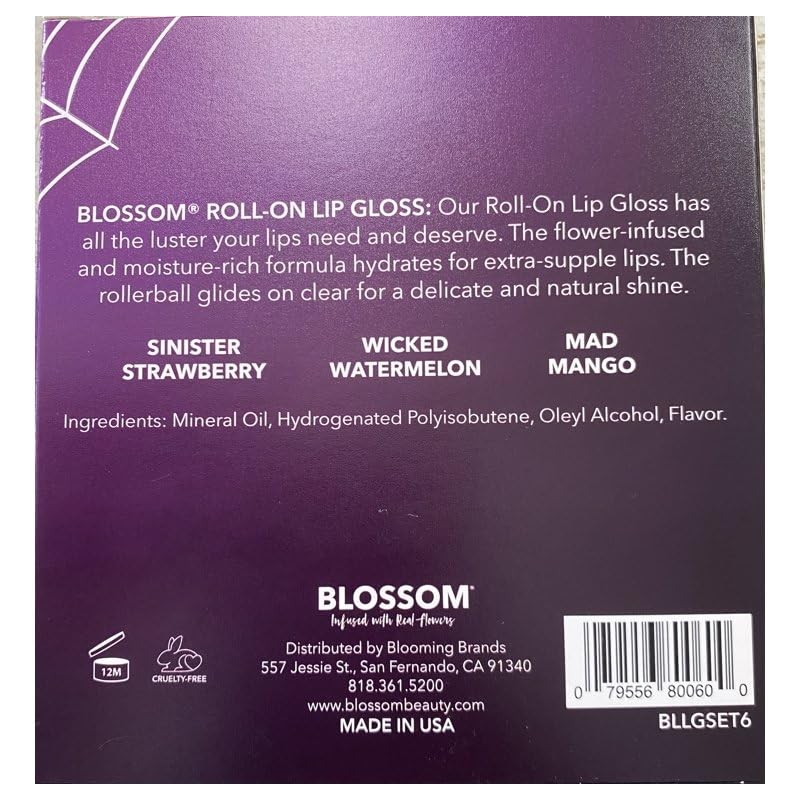 BLOSSOM® ROLL-ON LIP GLOSS: Our Roll-On Lip Gloss has
all the luster your lips need and deserve. The flower-infused
and moisture-rich formula hydrates for extra-supple lips. The
rollerball glides on clear for a delicate and natural shine.
SINISTER STRAWBERRY
WICKED WATERMELON
MAD MANGO
Ingredients: Mineral Oil, Hydrogenated Polyisobutene, Oleyl Alcohol, Flavor.
BLOSSOM®
Infused with Real Flowers
Distributed by Blooming Brands
557 Jessie St., San Fernando, CA 91340
818.361.5200
www.blossombeauty.com
MADE IN USA
12M
CRUELTY-FREE
0 79556 80060 0
BLLGSET6